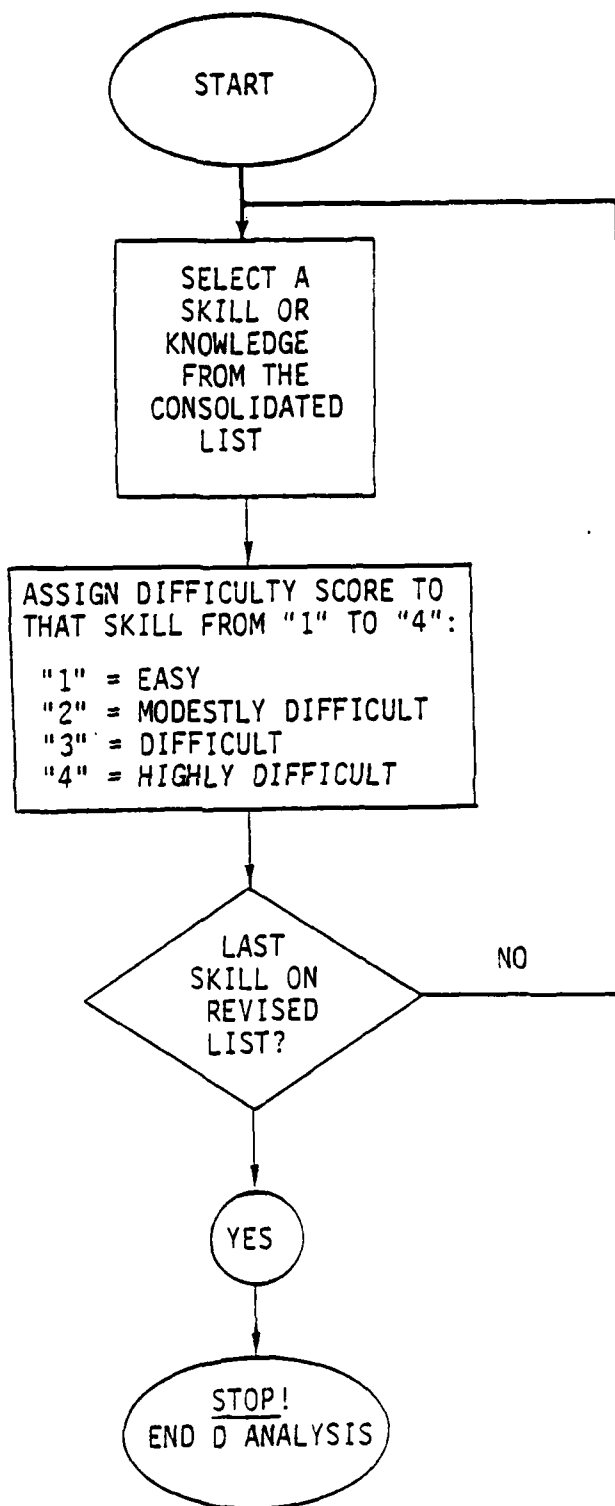 START
SELECT A
SKILL OR
KNOWLEDGE
FROM THE
CONSOLIDATED
LIST
ASSIGN DIFFICULTY SCORE TO
THAT SKILL FROM "1" TO "4":
"1" = EASY
"2" = MODESTLY DIFFICULT
"3" = DIFFICULT
"4" = HIGHLY DIFFICULT
LAST
SKILL ON
REVISED
LIST?
NO
YES
STOP!
END D ANALYSIS